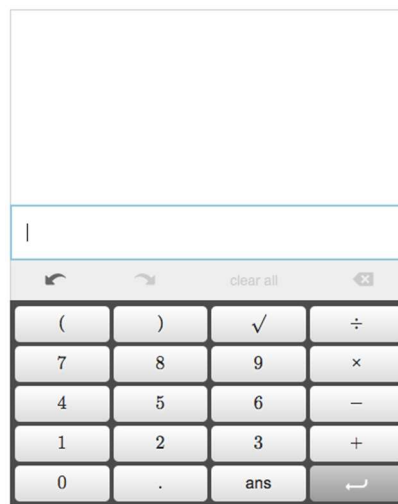 clear all
( ) √ ÷
7 8 9 ×
4 5 6 −
1 2 3 +
0 . ans